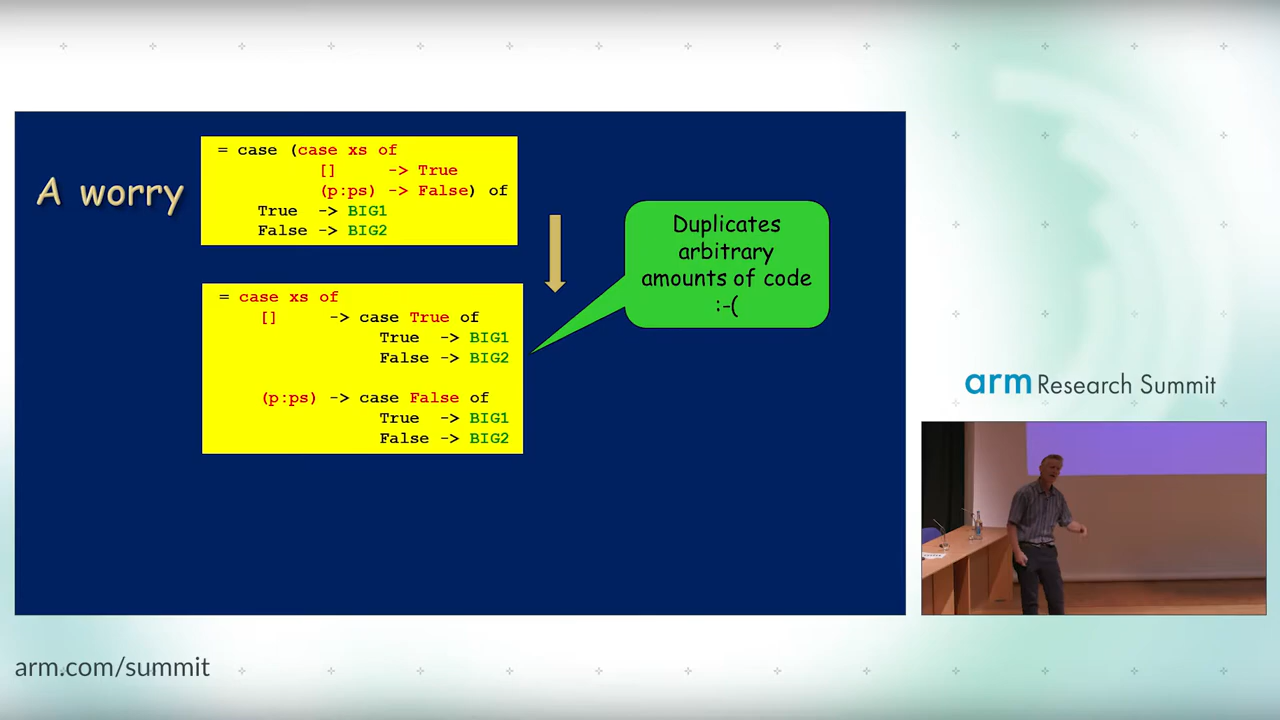 A worry
= case (case xs of
[] -> True
(p:ps) -> False) of
True -> BIG1
False -> BIG2
= case xs of
[] -> case True of
True -> BIG1
False -> BIG2
(p:ps) -> case False of
True -> BIG1
False -> BIG2
Duplicates
arbitrary
amounts of code
:-(
arm Research Summit
arm.com/summit